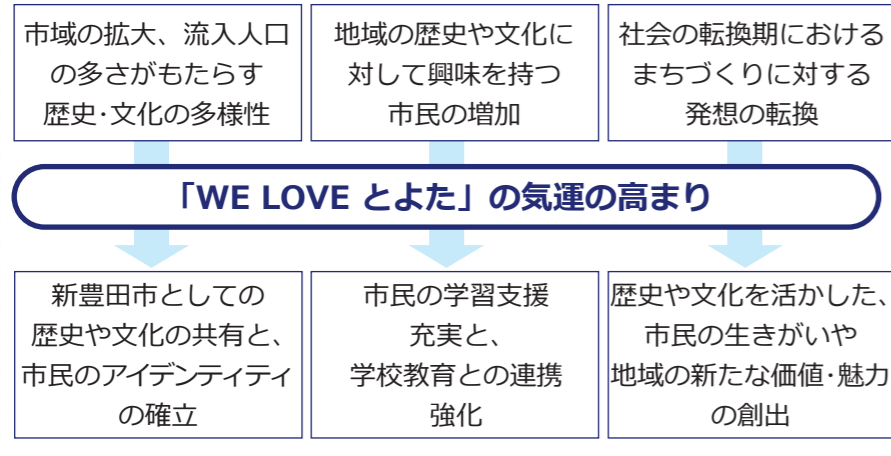 市域の拡大、流入人口
の多さがもたらす
歴史･文化の多様性
地域の歴史や文化に
対して興味を持つ
市民の増加
社会の転換期における
まちづくりに対する
発想の転換
「WE LOVE とよた」の気運の高まり
新豊田市としての
歴史や文化の共有と、
市民のアイデンティティ
の確立
市民の学習支援
充実と、
学校教育との連携
強化
歴史や文化を活かした、
市民の生きがいや
地域の新たな価値･魅力
の創出